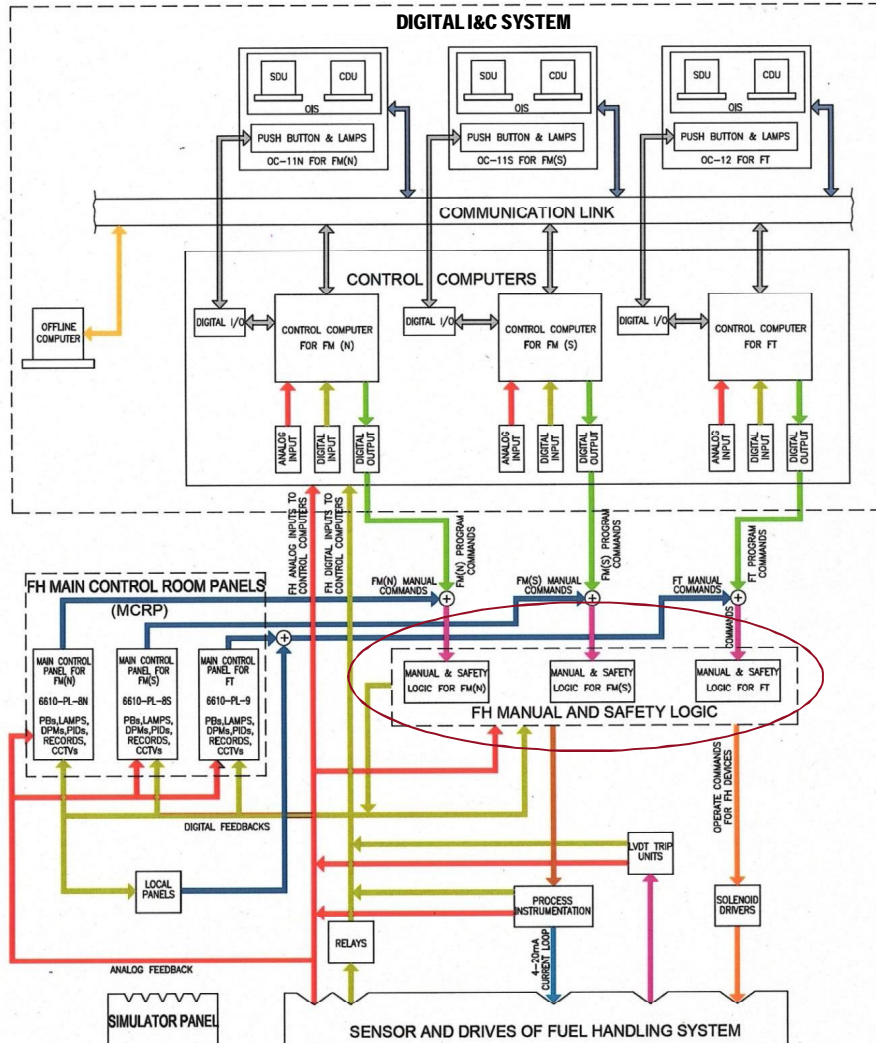 DIGITAL I&C SYSTEM
SDU
CDU
OIS
PUSH BUTTON & LAMPS
OC-11N FOR FM(N)
SDU
CDU
OIS
PUSH BUTTON & LAMPS
OC-11S FOR FM(S)
SDU
CDU
OIS
PUSH BUTTON & LAMPS
OC-12 FOR FT
COMMUNICATION LINK
CONTROL COMPUTERS
OFFLINE
COMPUTER
DIGITAL I/O
CONTROL COMPUTER
FOR FM (N)
DIGITAL I/O
CONTROL COMPUTER
FOR FM (S)
DIGITAL I/O
CONTROL COMPUTER
FOR FT
ANALOG
INPUT
DIGITAL
INPUT
DIGITAL
OUTPUT
ANALOG
INPUT
DIGITAL
INPUT
DIGITAL
OUTPUT
ANALOG
INPUT
DIGITAL
INPUT
DIGITAL
OUTPUT
FH ANALOG INPUTS TO
CONTROL COMPUTERS
FH DIGITAL INPUTS TO
CONTROL COMPUTERS
FM(N) PROGRAM
COMMANDS
FM(S) PROGRAM
COMMANDS
FT PROGRAM
COMMANDS
FM(N) MANUAL
COMMANDS
FM(S) MANUAL
COMMANDS
FT MANUAL
COMMANDS
COMMANDS
FH MAIN CONTROL ROOM PANELS
(MCRP)
MAIN CONTROL
PANEL FOR
FM(N)
6610-PL-8N
PBs,LAMPS,
DPMs,PIDs,
RECORDS,
CCTVs
MAIN CONTROL
PANEL FOR
FM(S)
6610-PL-8S
PBs,LAMPS,
DPMs,PIDs,
RECORDS,
CCTVs
MAIN CONTROL
PANEL FOR
FT
6610-PL-9
PBs,LAMPS,
DPMs,PIDs,
RECORDS,
CCTVs
MANUAL & SAFETY
LOGIC FOR FM(N)
MANUAL & SAFETY
LOGIC FOR FM(S)
MANUAL & SAFETY
LOGIC FOR FT
FH MANUAL AND SAFETY LOGIC
DIGITAL FEEDBACKS
OPERATE COMMANDS
FOR FH DEVICES
LOCAL
PANELS
LVDT TRIP
UNITS
PROCESS
INSTRUMENTATION
SOLENOID
DRIVERS
RELAYS
4-20mA
CURRENT LOOP
ANALOG FEEDBACK
SIMULATOR PANEL
SENSOR AND DRIVES OF FUEL HANDLING SYSTEM